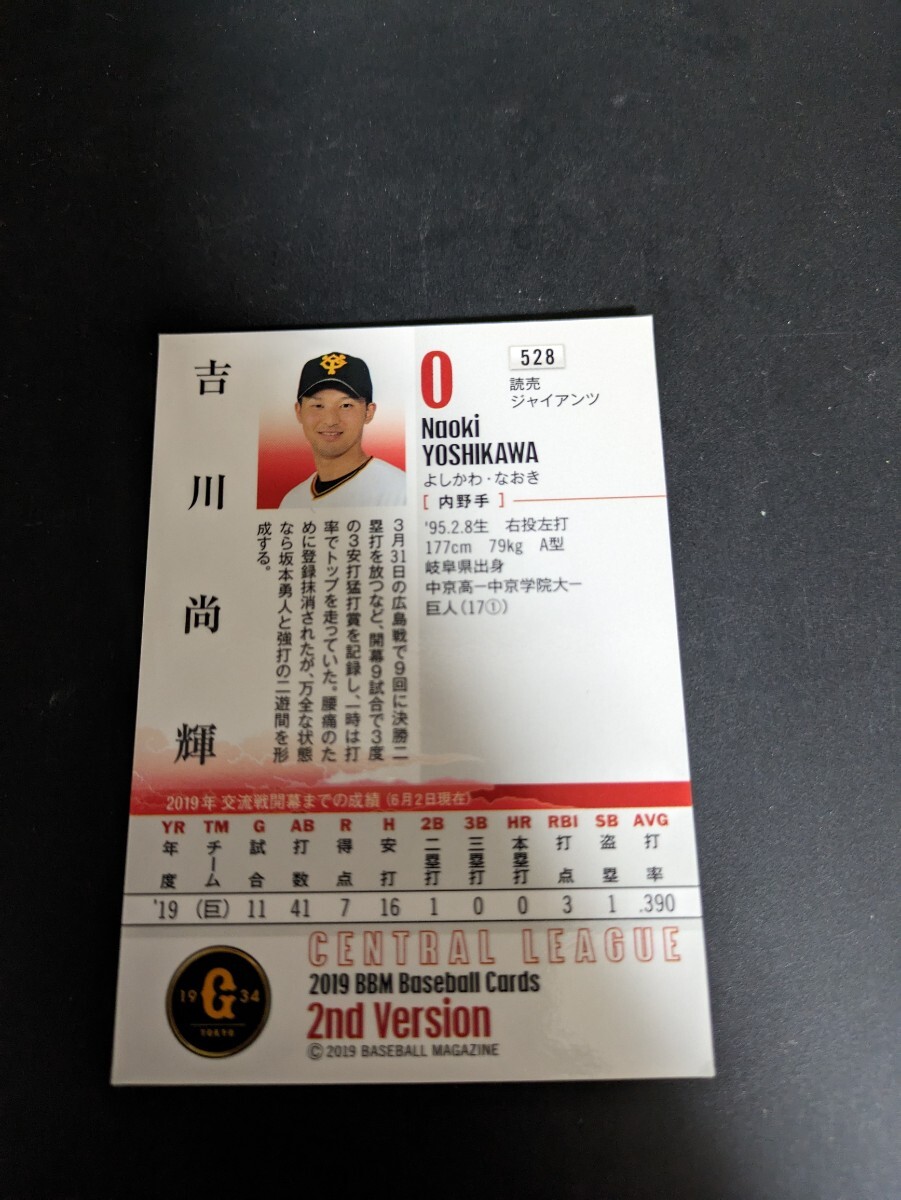 吉川尚輝
YG
0
528
読売
ジャイアンツ
Naoki
YOSHIKAWA
よしかわ・なおき
[ 内野手 ]
'95.2.8生 右投左打
177cm 79kg A型
岐阜県出身
中京高ー中京学院大ー
巨人(17①)
3月31日の広島戦で9回に決勝二
塁打を放つなど、開幕9試合で3度
の3安打猛打賞を記録し、一時は打
率でトップを走っていた。腰痛のた
めに登録抹消されたが、万全な状態
なら坂本勇人と強打の二遊間を形
成する。
2019年 交流戦開幕までの成績(6月2日現在)
YR TM G AB R H 2B 3B HR RBI SB AVG
年度 チーム 試合 打数 得点 安打 二塁打 三塁打 本塁打 打点 盗塁 打率
'19 (巨) 11 41 7 16 1 0 0 3 1 .390
CENTRAL LEAGUE
2019 BBM Baseball Cards
2nd Version
©2019 BASEBALL MAGAZINE
19 G 34
TOKYO